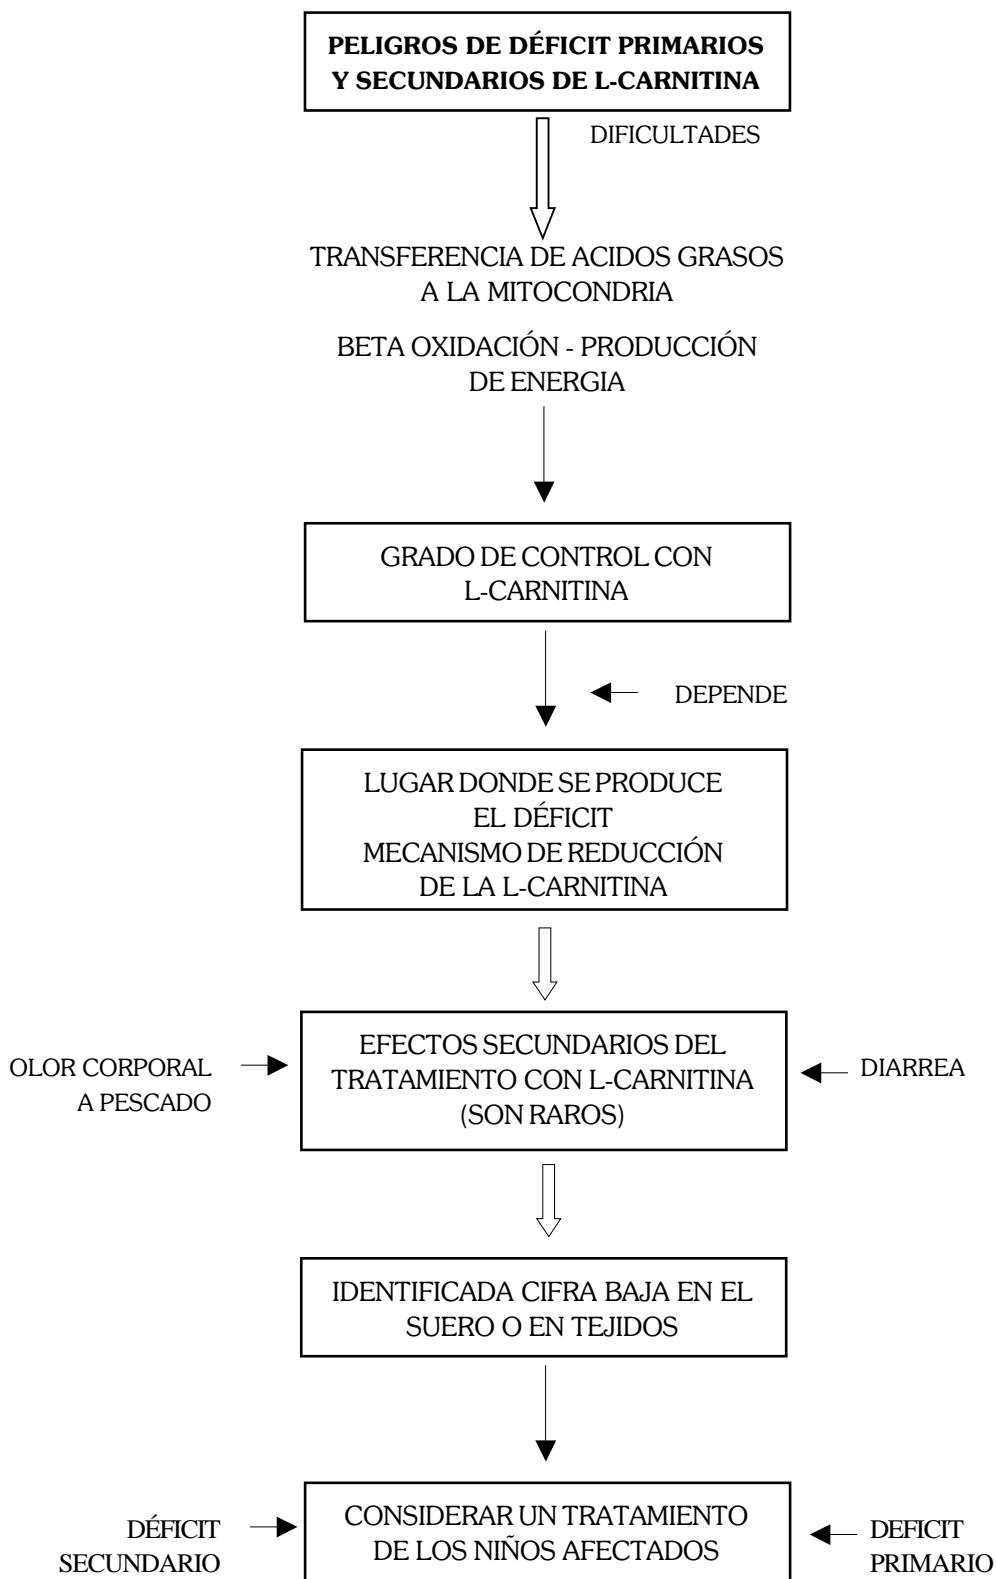 PELIGROS DE DÉFICIT PRIMARIOS
Y SECUNDARIOS DE L-CARNITINA
DIFICULTADES
TRANSFERENCIA DE ACIDOS GRASOS
A LA MITOCONDRIA
BETA OXIDACIÓN - PRODUCCIÓN
DE ENERGIA
GRADO DE CONTROL CON
L-CARNITINA
DEPENDE
LUGAR DONDE SE PRODUCE
EL DÉFICIT
MECANISMO DE REDUCCIÓN
DE LA L-CARNITINA
OLOR CORPORAL
A PESCADO
EFECTOS SECUNDARIOS DEL
TRATAMIENTO CON L-CARNITINA
(SON RAROS)
DIARREA
IDENTIFICADA CIFRA BAJA EN EL
SUERO O EN TEJIDOS
DÉFICIT
SECUNDARIO
CONSIDERAR UN TRATAMIENTO
DE LOS NIÑOS AFECTADOS
DEFICIT
PRIMARIO